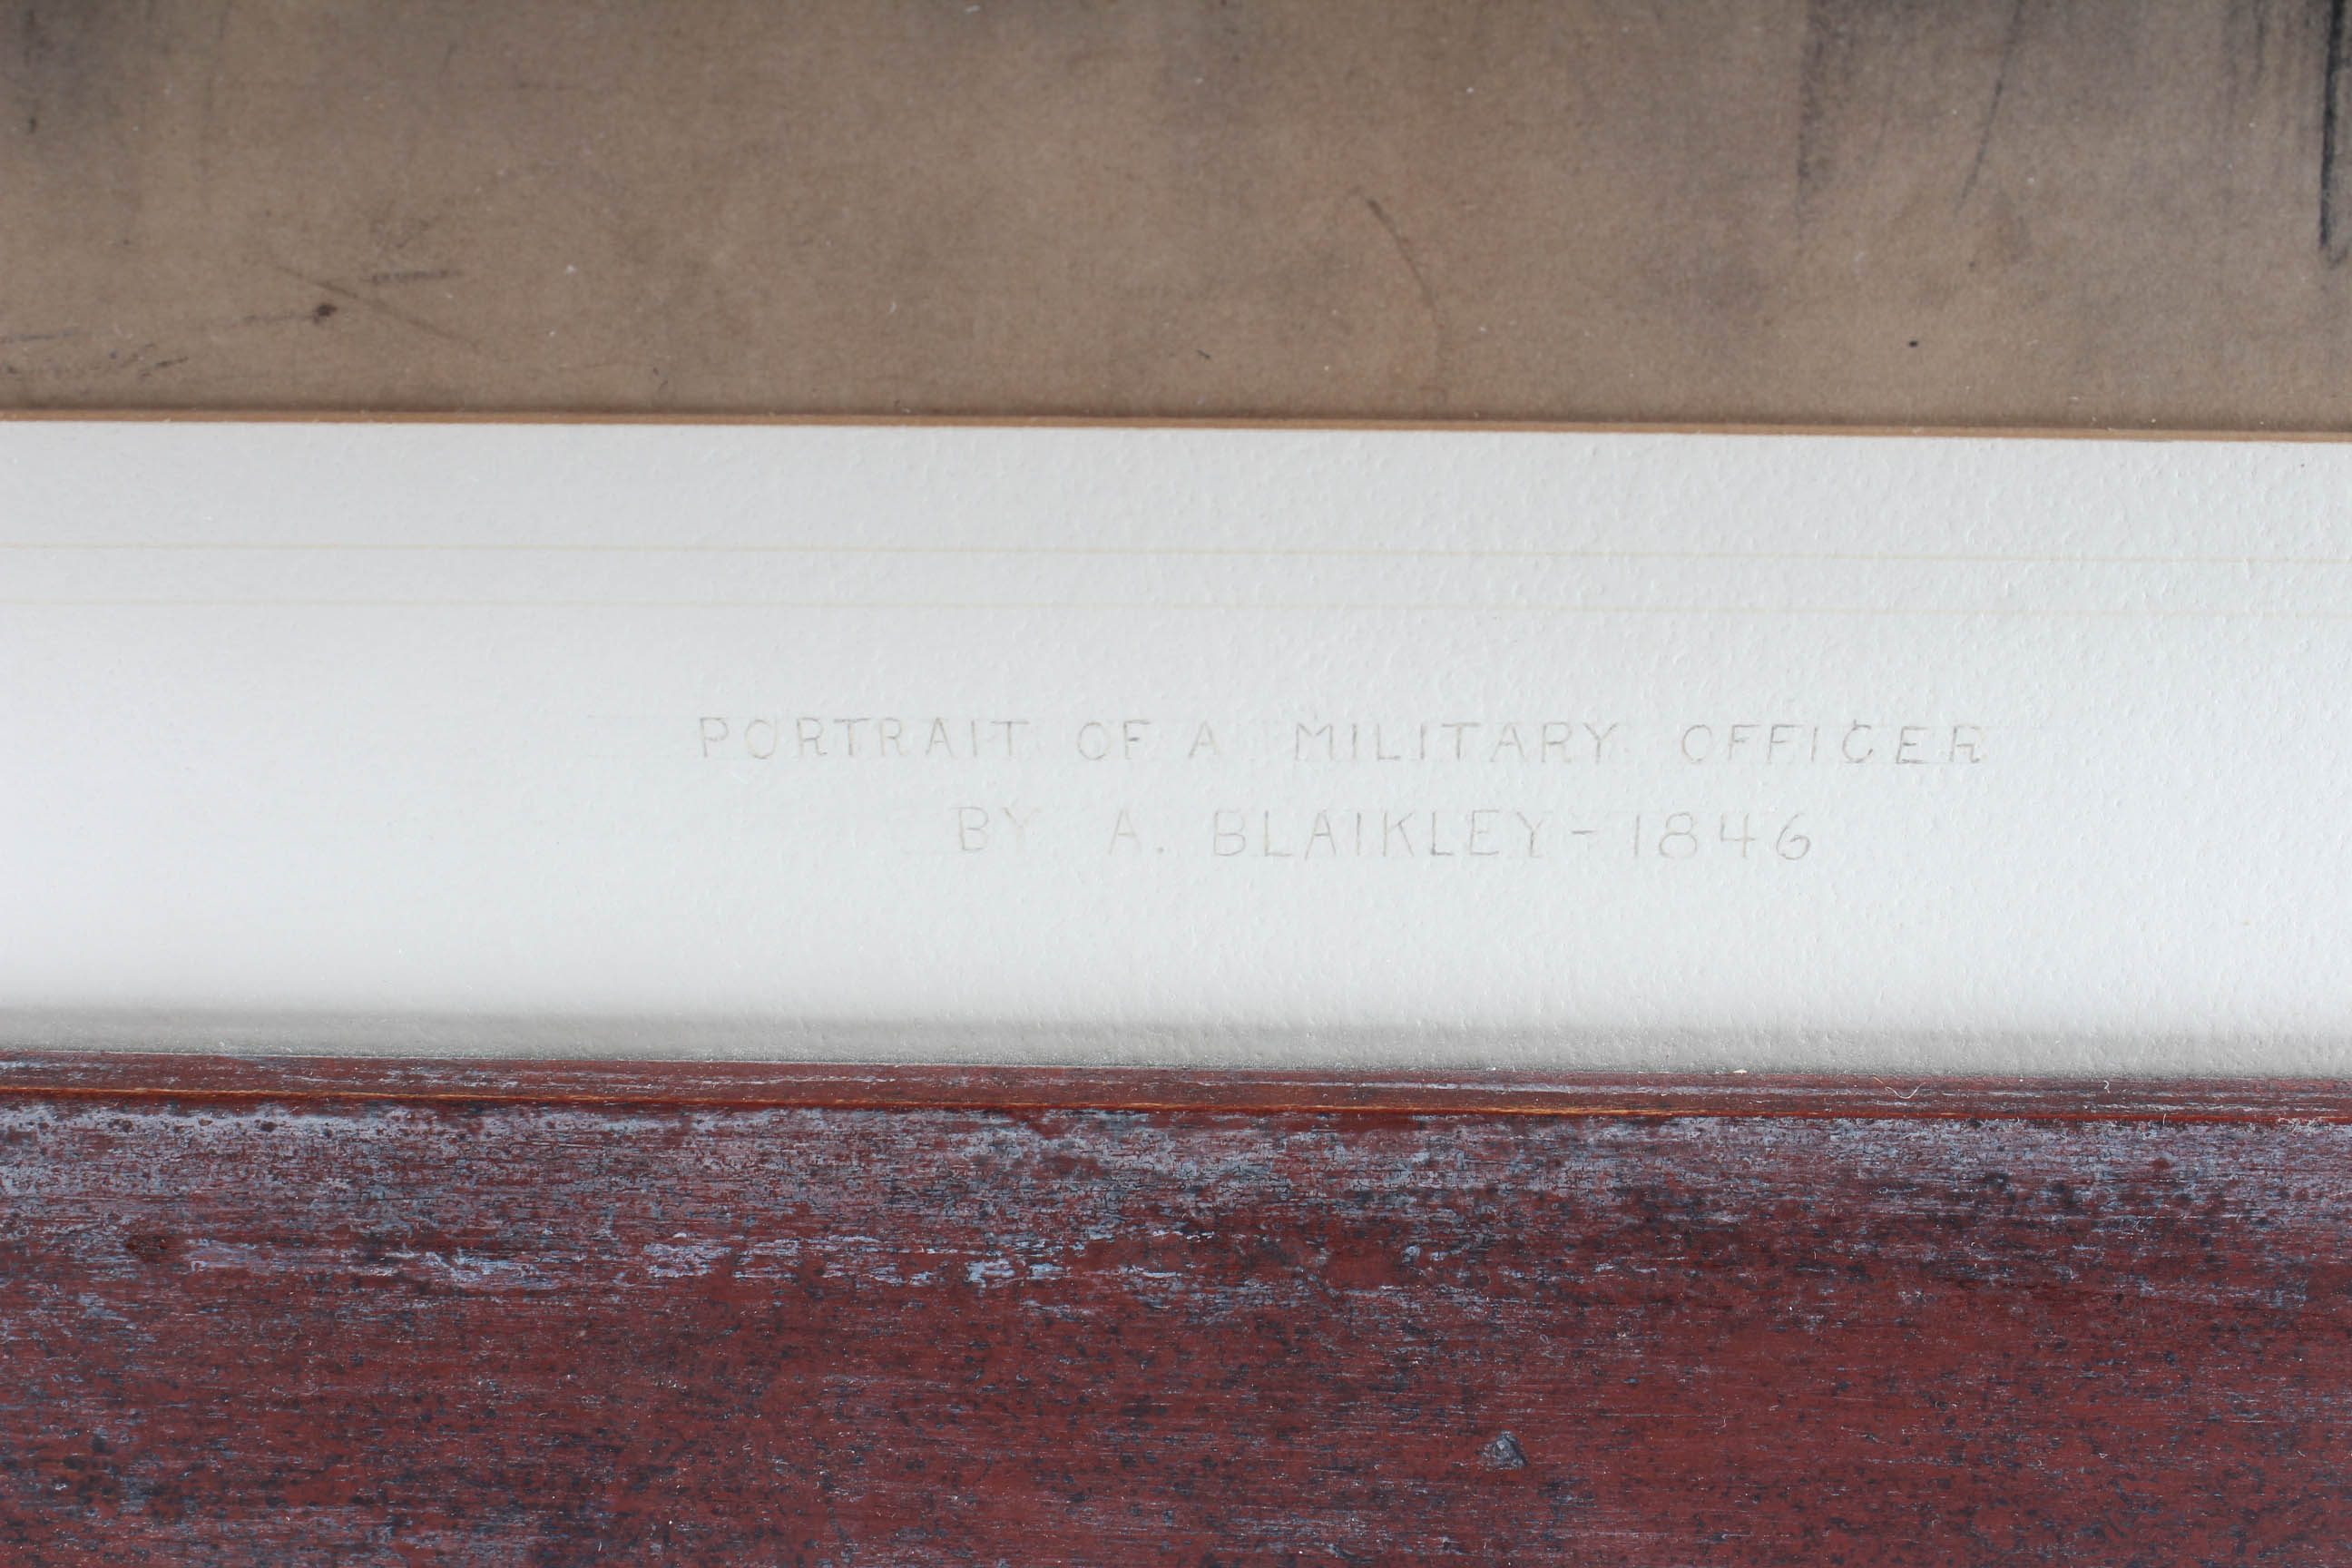 PORTRAIT OF A MILITARY OFFICER
BY A. BLAIKLEY - 1846